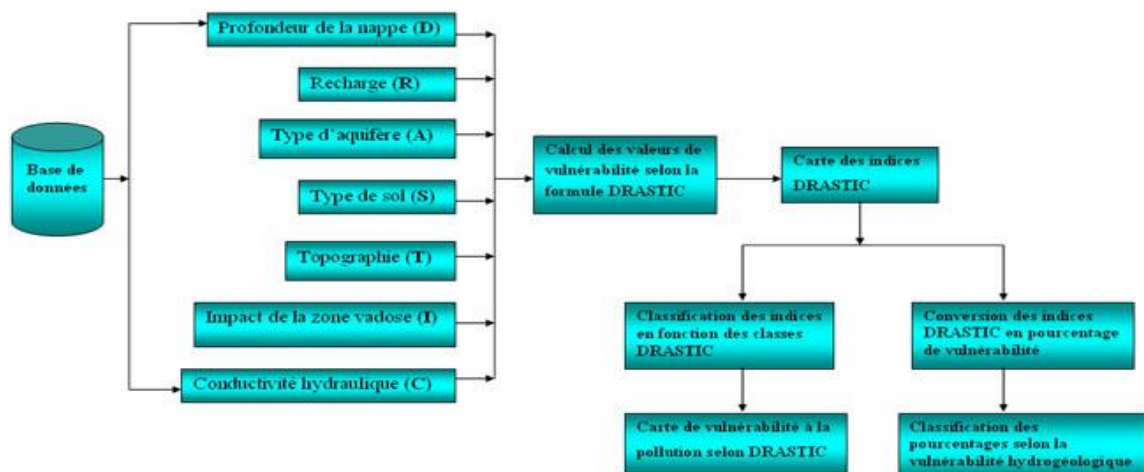 Base de
données
Profondeur de la nappe (D)
Recharge (R)
Type d'aquifère (A)
Type de sol (S)
Topographie (T)
Impact de la zone vadose (I)
Conductivité hydraulique (C)
Calcul des valeurs de
vulnérabilité selon la
formule DRASTIC
Carte des indices
DRASTIC
Classification des indices
en fonction des classes
DRASTIC
Carte de vulnérabilité à la
pollution selon DRASTIC
Conversion des indices
DRASTIC en pourcentage
de vulnérabilité
Classification des
pourcentages selon la
vulnérabilité hydrogéologique